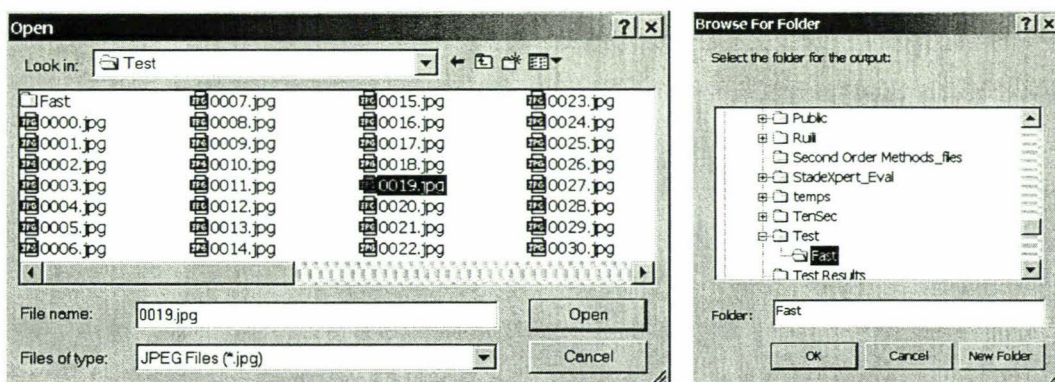 Open
Look in: Test
Fast 0007.jpg 0015.jpg 0023.jpg
0000.jpg 0008.jpg 0016.jpg 0024.jpg
0001.jpg 0009.jpg 0017.jpg 0025.jpg
0002.jpg 0010.jpg 0018.jpg 0026.jpg
0003.jpg 0011.jpg 0019.jpg 0027.jpg
0004.jpg 0012.jpg 0020.jpg 0028.jpg
0005.jpg 0013.jpg 0021.jpg 0029.jpg
0006.jpg 0014.jpg 0022.jpg 0030.jpg
File name: 0019.jpg Open
Files of type: JPEG Files (*.jpg) Cancel
Browse For Folder
Select the folder for the output:
Public
Second Order Methods_files
StadeXpert_Eval
temps
TenSec
Test
Fast
Test Results
Folder: Fast
OK Cancel New Folder